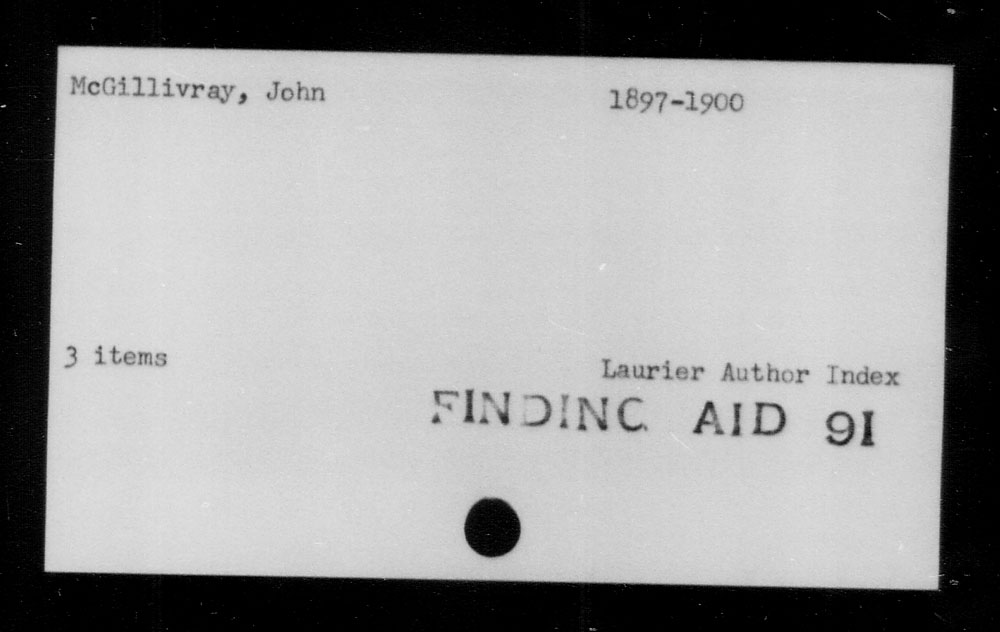 McGillivray, John 1897-1900
3 items
Laurier Author Index
FINDING AID 91